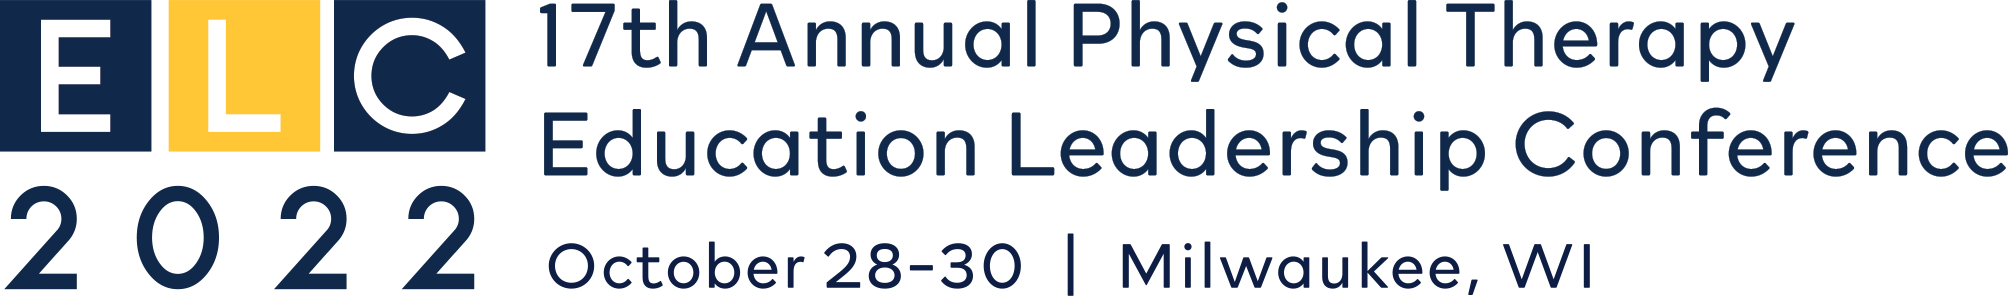 ELC
2022
17th Annual Physical Therapy
Education Leadership Conference
October 28-30 | Milwaukee, WI